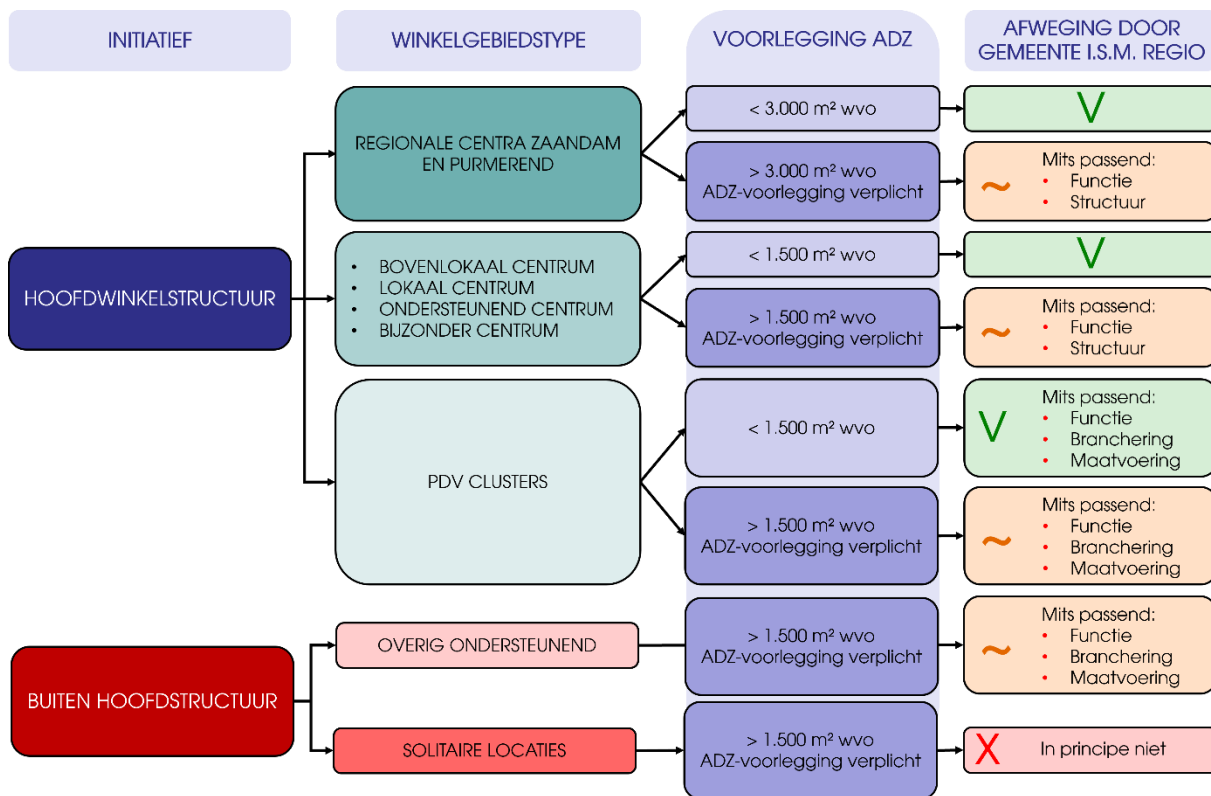 INITIATIEF
WINKELGEBIEDSTYPE
VOORLEGGING ADZ
AFWEGING DOOR
GEMEENTE I.S.M. REGIO
HOOFDWINKELSTRUCTUUR
REGIONALE CENTRA ZAANDAM
EN PURMEREND
< 3.000 m² wvo
V
> 3.000 m² wvo
ADZ-voorlegging verplicht
~
Mits passend:
• Functie
• Structuur
• BOVENLOKAAL CENTRUM
• LOKAAL CENTRUM
• ONDERSTEUNEND CENTRUM
• BIJZONDER CENTRUM
< 1.500 m² wvo
V
> 1.500 m² wvo
ADZ-voorlegging verplicht
~
Mits passend:
• Functie
• Structuur
PDV CLUSTERS
< 1.500 m² wvo
V
Mits passend:
• Functie
• Branchering
• Maatvoering
> 1.500 m² wvo
ADZ-voorlegging verplicht
~
Mits passend:
• Functie
• Branchering
• Maatvoering
BUITEN HOOFDSTRUCTUUR
OVERIG ONDERSTEUNEND
> 1.500 m² wvo
ADZ-voorlegging verplicht
~
Mits passend:
• Functie
• Branchering
• Maatvoering
SOLITAIRE LOCATIES
> 1.500 m² wvo
ADZ-voorlegging verplicht
X
In principe niet